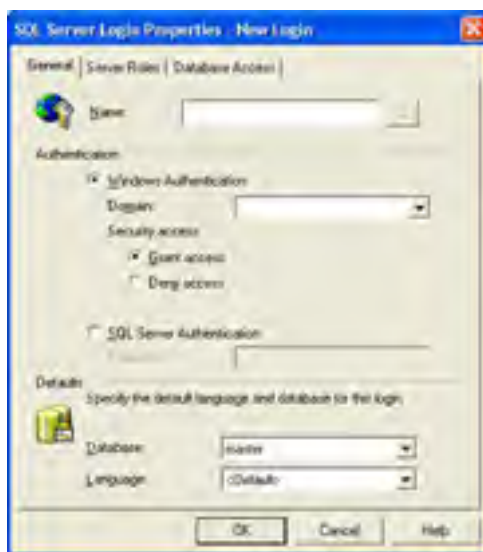 SQL Server Login Properties - New Login
General Server Roles Database Access
Name:
...
Authentication
Windows Authentication
Domain:
Security access
Grant access
Deny access
SQL Server Authentication
Defaults
Specify the default language and database for this login.
Database: master
Language: <Default>
OK Cancel Help